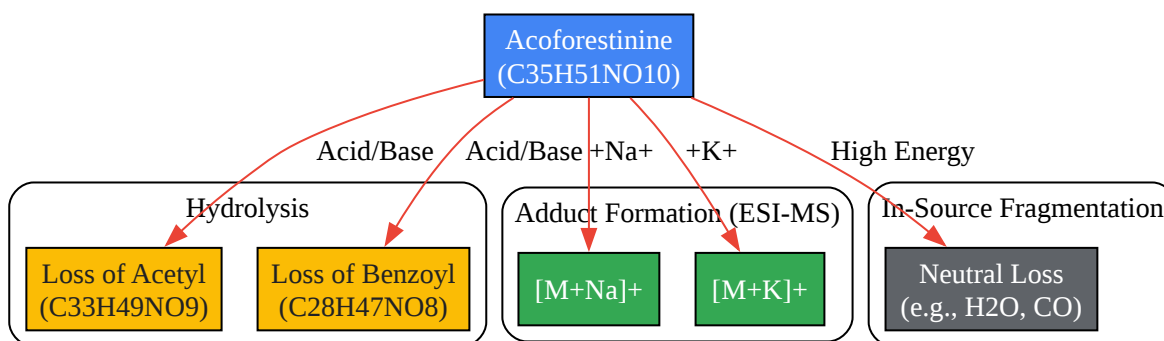 Acoforestinine
(C35H51NO10)
Acid/Base
Acid/Base
+Na+
+K+
High Energy
Hydrolysis
Adduct Formation (ESI-MS)
In-Source Fragmentation
Loss of Acetyl
(C33H49NO9)
Loss of Benzoyl
(C28H47NO8)
[M+Na]+
[M+K]+
Neutral Loss
(e.g., H2O, CO)